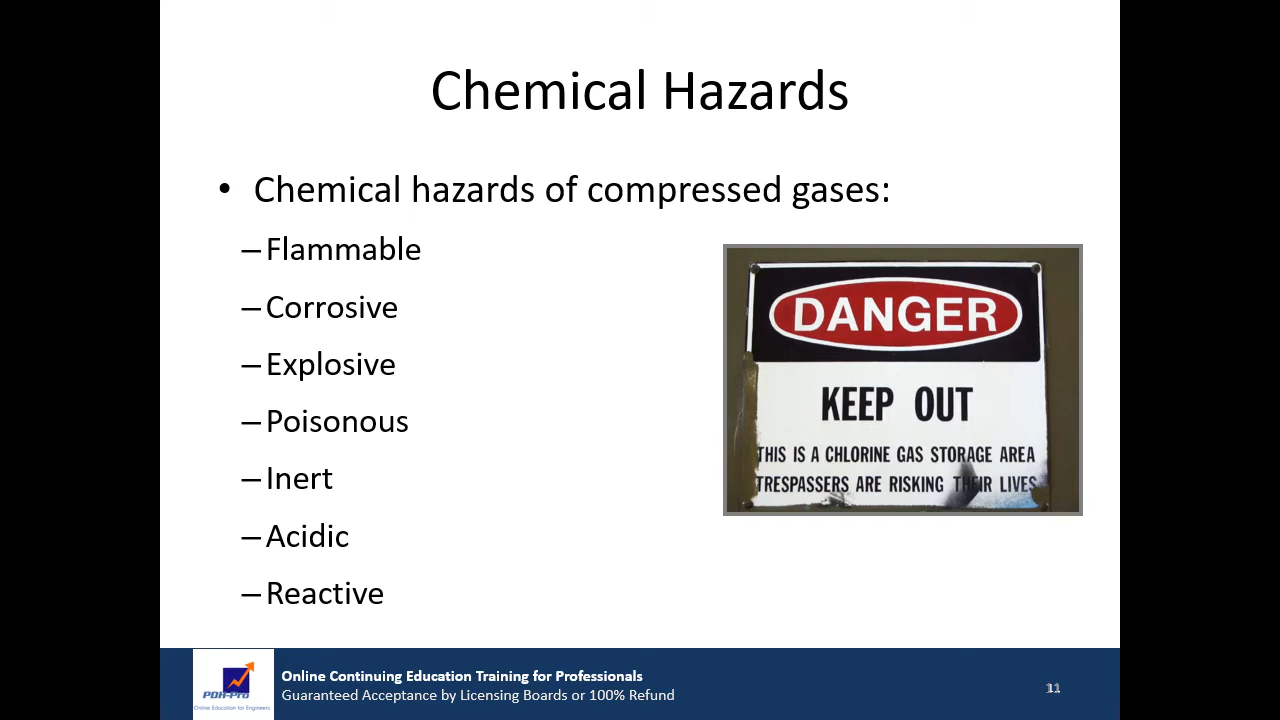 Chemical Hazards
• Chemical hazards of compressed gases:
–Flammable
–Corrosive
–Explosive
–Poisonous
–Inert
–Acidic
–Reactive
DANGER
KEEP OUT
THIS IS A CHLORINE GAS STORAGE AREA
TRESPASSERS ARE RISKING THEIR LIVES
PDH-Pro
Online Education for Engineers
Online Continuing Education Training for Professionals
Guaranteed Acceptance by Licensing Boards or 100% Refund
11